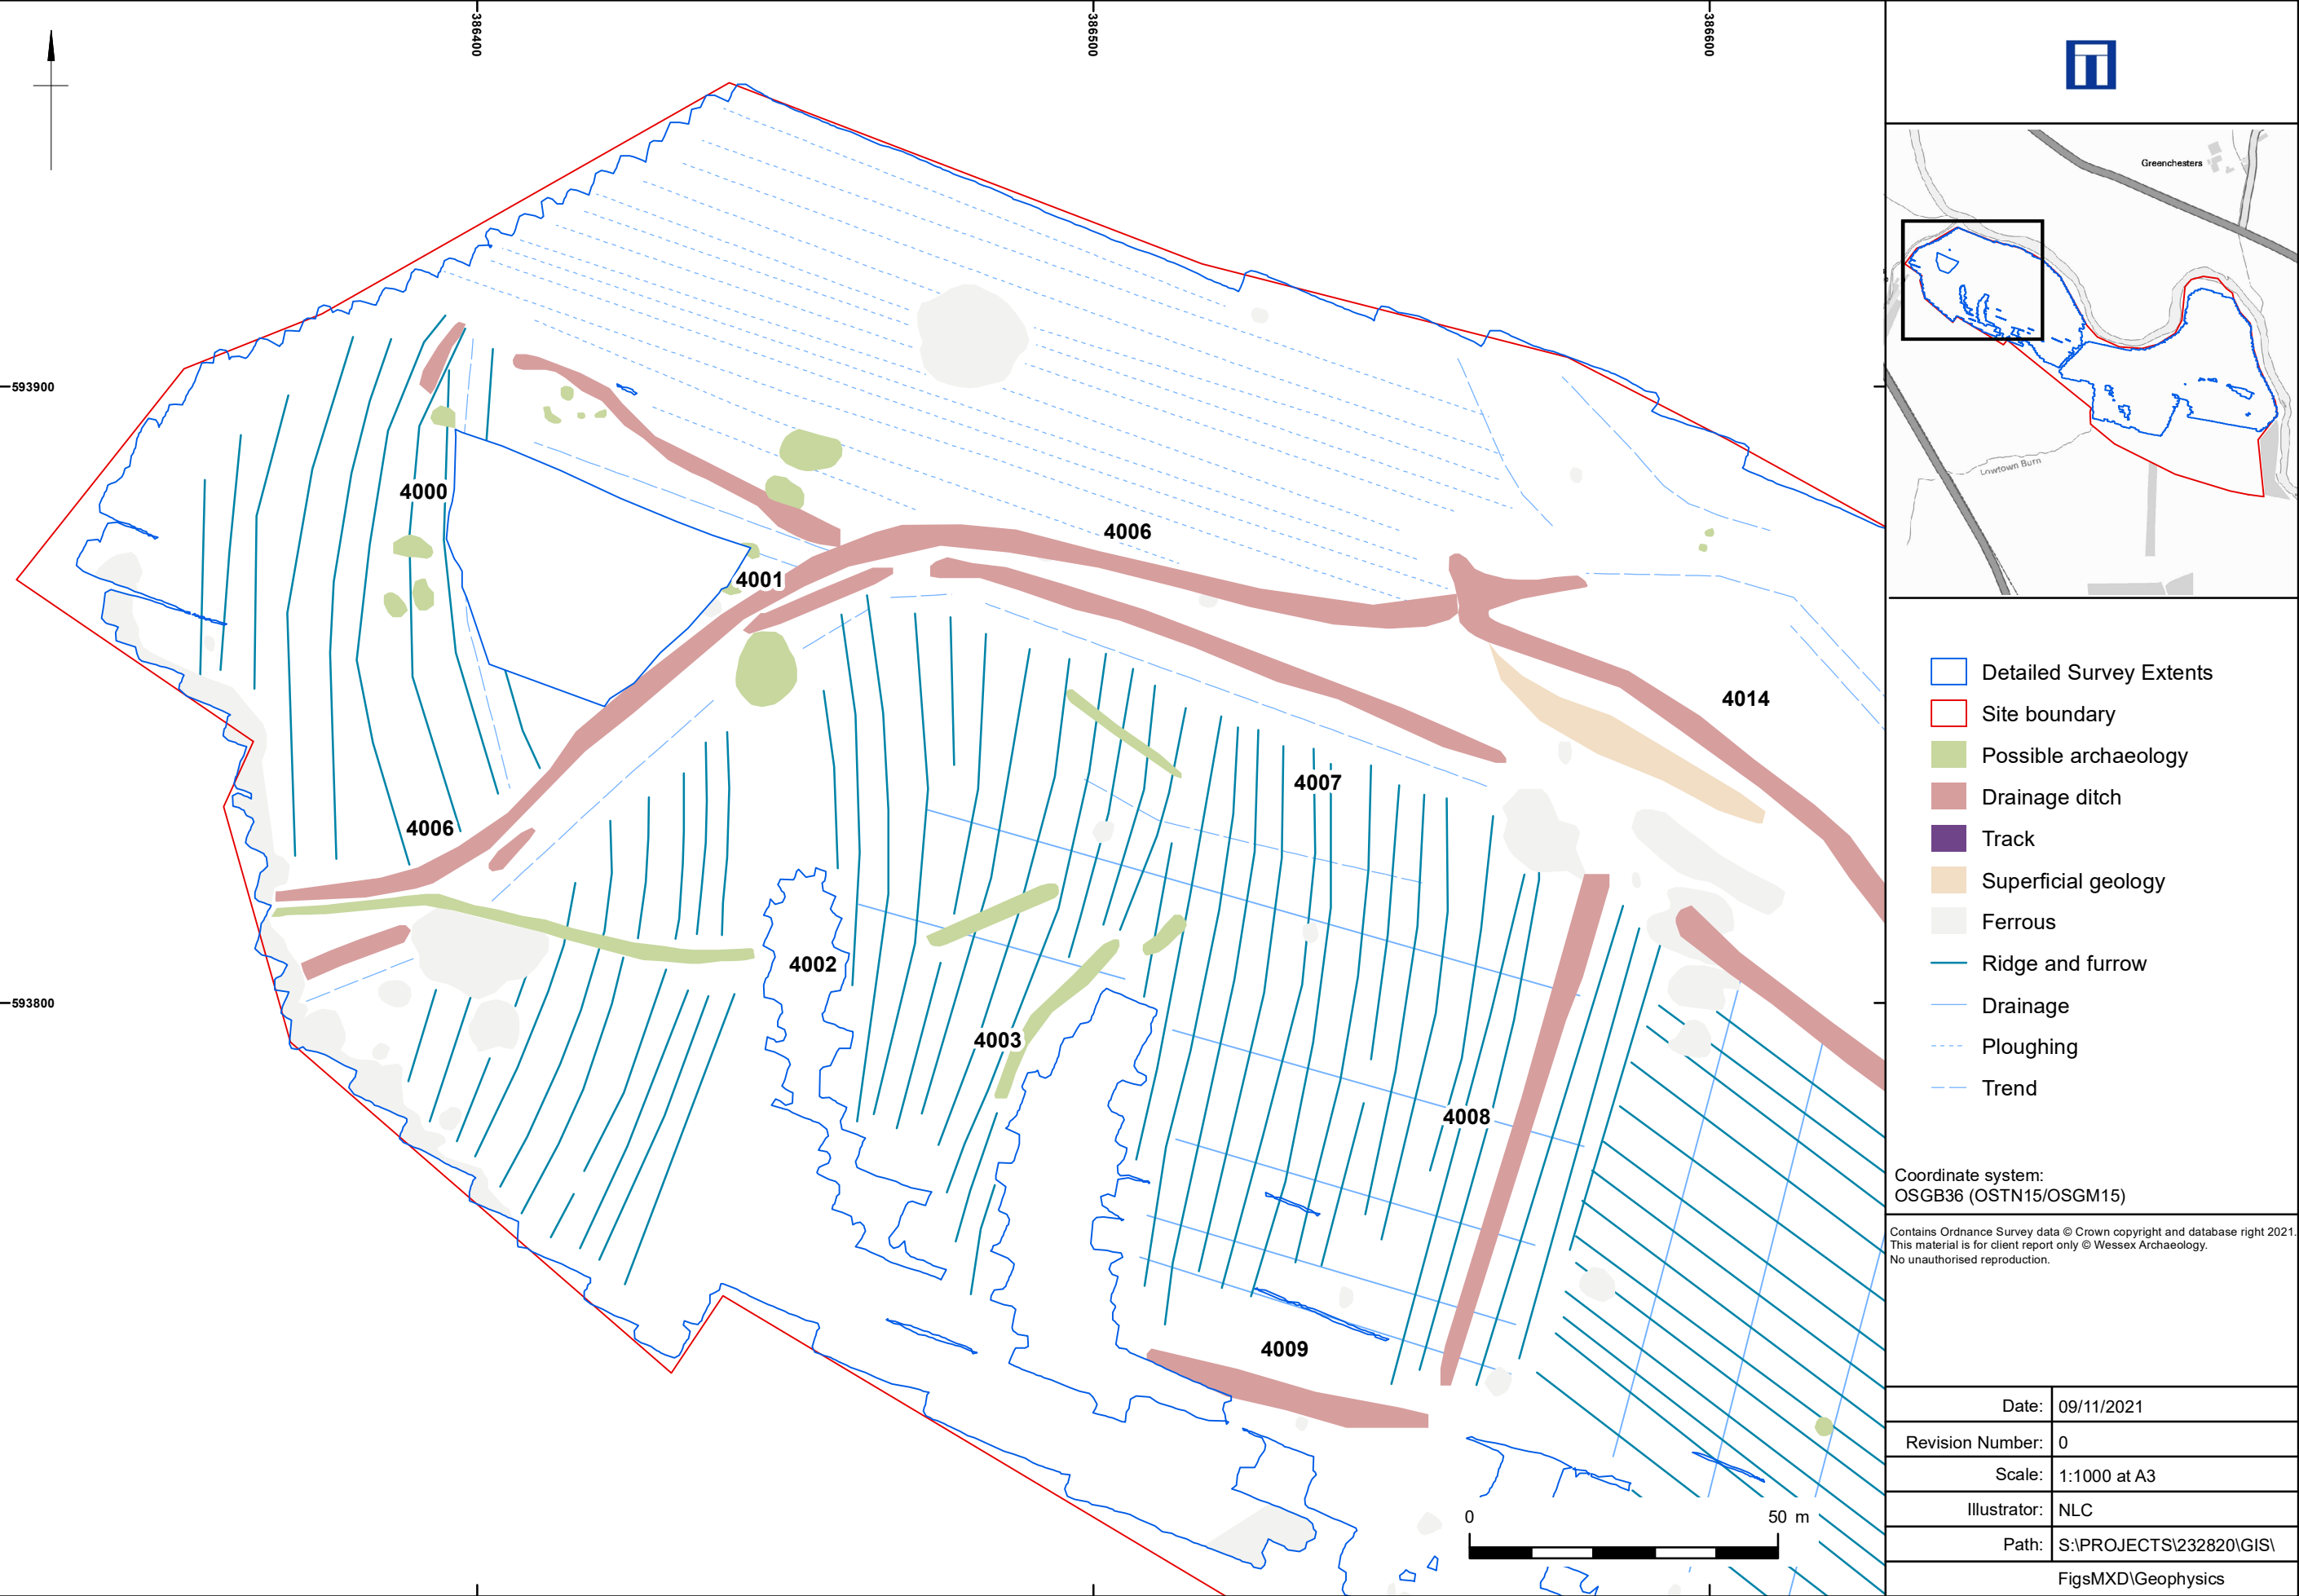 386400
386500
386600
593900
593800
4000
4001
4006
4014
4007
4006
4002
4003
4008
4009
0 50 m
Greenchesters
Lowtown Burn
Detailed Survey Extents
Site boundary
Possible archaeology
Drainage ditch
Track
Superficial geology
Ferrous
Ridge and furrow
Drainage
Ploughing
Trend
Coordinate system:
OSGB36 (OSTN15/OSGM15)
Contains Ordnance Survey data © Crown copyright and database right 2021.
This material is for client report only © Wessex Archaeology.
No unauthorised reproduction.
Date: 09/11/2021
Revision Number: 0
Scale: 1:1000 at A3
Illustrator: NLC
Path: S:\PROJECTS\232820\GIS\
FigsMXD\Geophysics